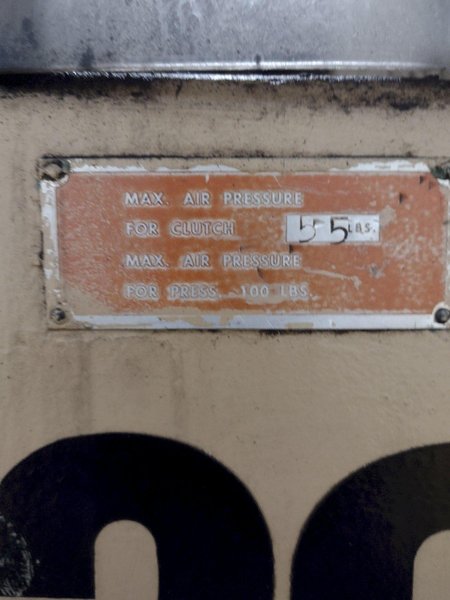 MAX. AIR PRESSURE
FOR CLUTCH 55 LBS.
MAX. AIR PRESSURE
FOR PRESS. 100 LBS.